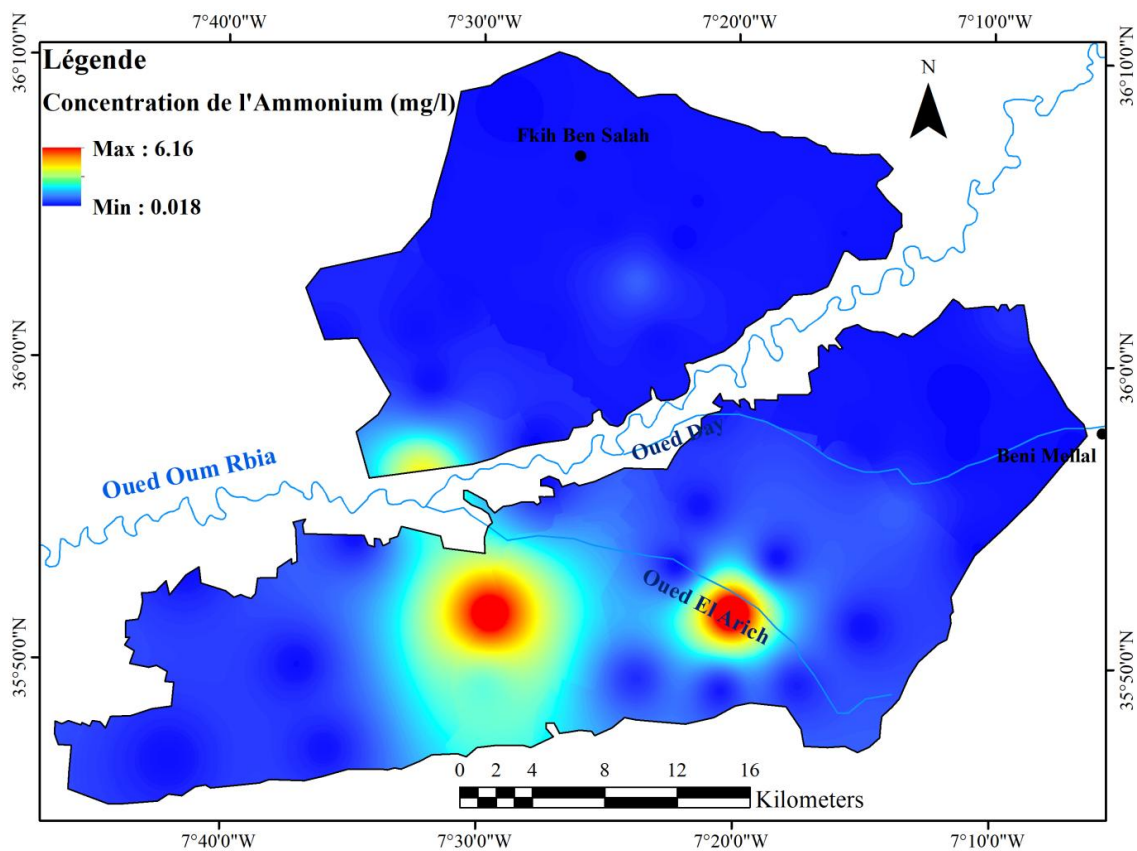 7°40'0"W
7°30'0"W
7°20'0"W
7°10'0"W
36°10'0"N
36°10'0"N
Légende
Concentration de l'Ammonium (mg/l)
Max : 6.16
Min : 0.018
N
Fkih Ben Salah
36°0'0"N
36°0'0"N
Oued Day
Beni Mellal
Oued Oum Rbia
Oued El Arich
35°50'0"N
35°50'0"N
0 2 4 8 12 16
Kilometers
7°40'0"W
7°30'0"W
7°20'0"W
7°10'0"W